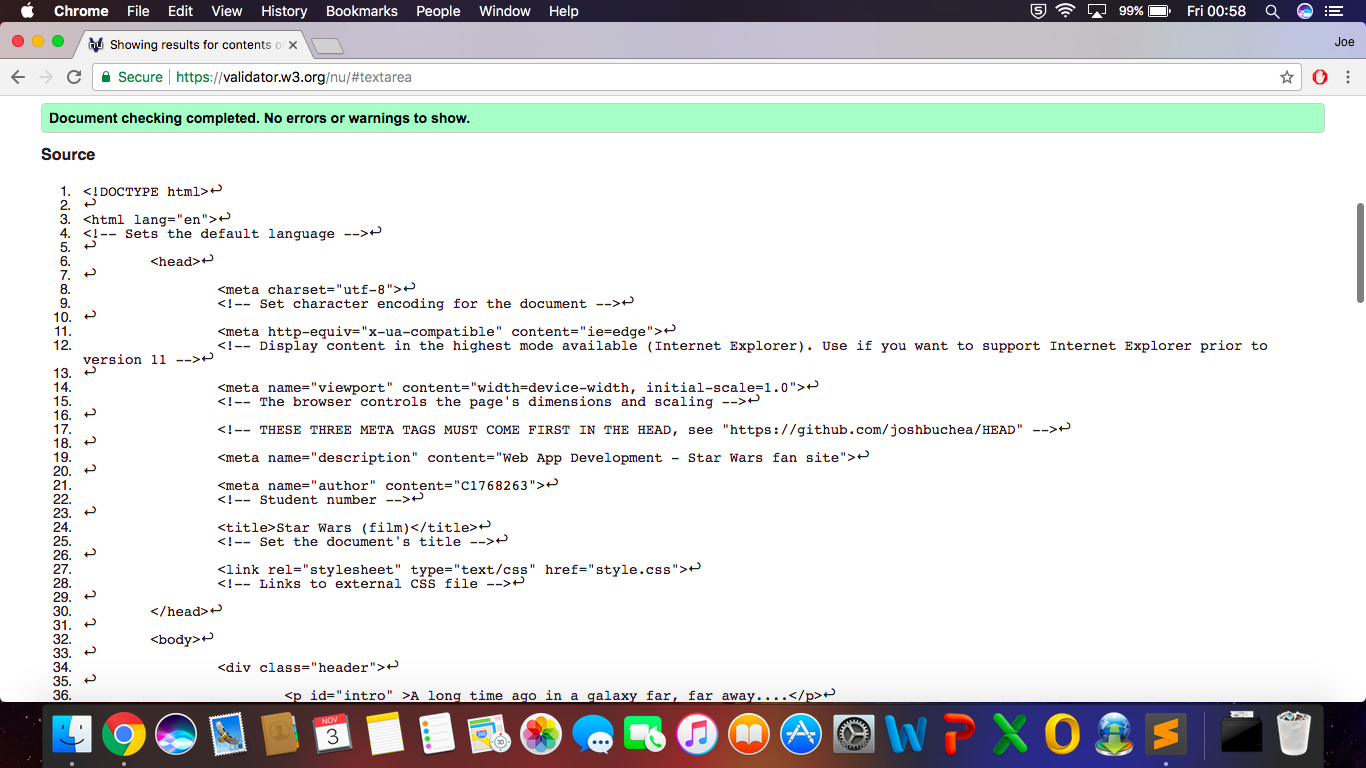 Chrome File Edit View History Bookmarks People Window Help 99% Fri 00:58
Showing results for contents o
Joe
Secure https://validator.w3.org/nu/#textarea
Document checking completed. No errors or warnings to show.
Source
1. <!DOCTYPE html>↩
2. ↩
3. <html lang="en">↩
4. <!-- Sets the default language -->↩
5. ↩
6. <head>↩
7. ↩
8. <meta charset="utf-8">↩
9. <!-- Set character encoding for the document -->↩
10. ↩
11. <meta http-equiv="x-ua-compatible" content="ie=edge">↩
12. <!-- Display content in the highest mode available (Internet Explorer). Use if you want to support Internet Explorer prior to
version 11 -->↩
13. ↩
14. <meta name="viewport" content="width=device-width, initial-scale=1.0">↩
15. <!-- The browser controls the page's dimensions and scaling -->↩
16. ↩
17. <!-- THESE THREE META TAGS MUST COME FIRST IN THE HEAD, see "https://github.com/joshbuchea/HEAD" -->↩
18. ↩
19. <meta name="description" content="Web App Development - Star Wars fan site">↩
20. ↩
21. <meta name="author" content="C1768263">↩
22. <!-- Student number -->↩
23. ↩
24. <title>Star Wars (film)</title>↩
25. <!-- Set the document's title -->↩
26. ↩
27. <link rel="stylesheet" type="text/css" href="style.css">↩
28. <!-- Links to external CSS file -->↩
29. ↩
30. </head>↩
31. ↩
32. <body>↩
33. ↩
34. <div class="header">↩
35. ↩
36. <p id="intro" >A long time ago in a galaxy far, far away....</p>↩
NOV
3